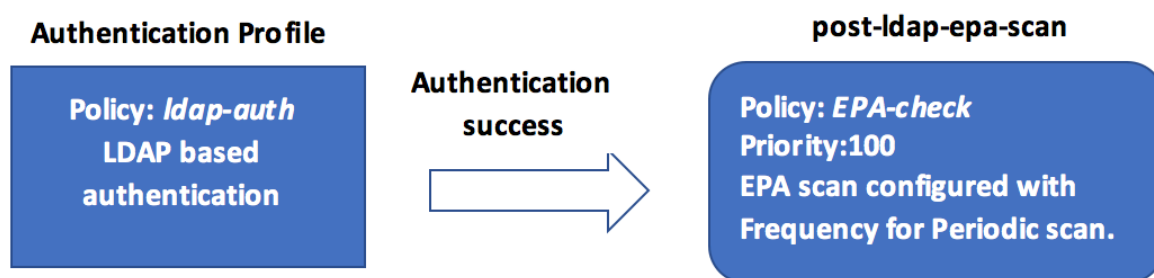 Authentication Profile
Policy: ldap-auth
LDAP based
authentication
Authentication
success
post-ldap-epa-scan
Policy: EPA-check
Priority:100
EPA scan configured with
Frequency for Periodic scan.